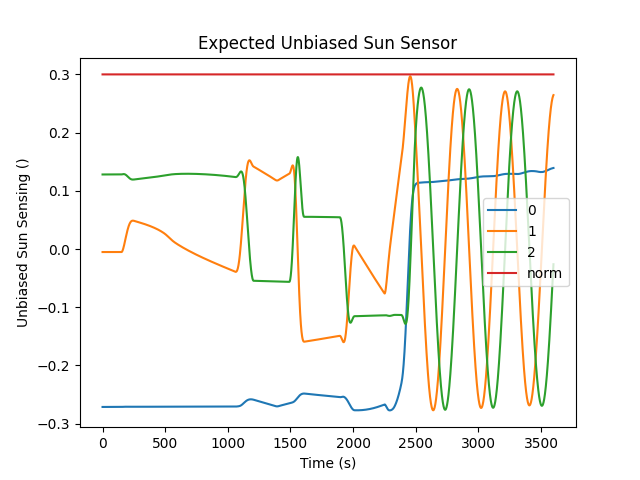 Expected Unbiased Sun Sensor
Unbiased Sun Sensing ()
0.3
0.2
0.1
0.0
−0.1
−0.2
−0.3
0
1
2
norm
0 500 1000 1500 2000 2500 3000 3500
Time (s)